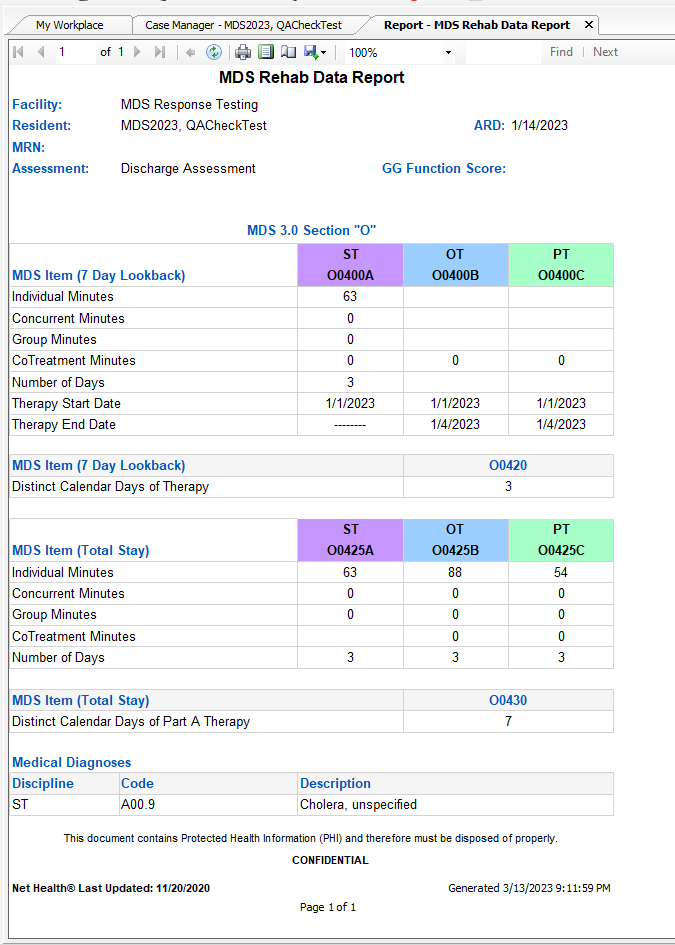 My Workplace Case Manager - MDS2023, QACheckTest Report - MDS Rehab Data Report ×
1 of 1 100% Find Next
MDS Rehab Data Report
Facility: MDS Response Testing
Resident: MDS2023, QACheckTest ARD: 1/14/2023
MRN:
Assessment: Discharge Assessment GG Function Score:
MDS 3.0 Section "O"
ST OT PT
MDS Item (7 Day Lookback) O0400A O0400B O0400C
Individual Minutes 63
Concurrent Minutes 0
Group Minutes 0
CoTreatment Minutes 0 0 0
Number of Days 3
Therapy Start Date 1/1/2023 1/1/2023 1/1/2023
Therapy End Date -------- 1/4/2023 1/4/2023
MDS Item (7 Day Lookback) O0420
Distinct Calendar Days of Therapy 3
ST OT PT
MDS Item (Total Stay) O0425A O0425B O0425C
Individual Minutes 63 88 54
Concurrent Minutes 0 0 0
Group Minutes 0 0 0
CoTreatment Minutes 0 0
Number of Days 3 3 3
MDS Item (Total Stay) O0430
Distinct Calendar Days of Part A Therapy 7
Medical Diagnoses
Discipline Code Description
ST A00.9 Cholera, unspecified
This document contains Protected Health Information (PHI) and therefore must be disposed of properly.
CONFIDENTIAL
Net Health® Last Updated: 11/20/2020 Generated 3/13/2023 9:11:59 PM
Page 1 of 1